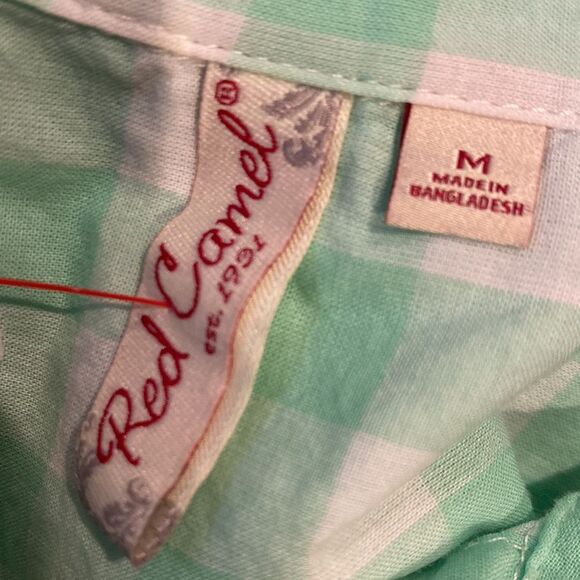 Red Camel®
est. 1991
M
MADE IN
BANGLADESH